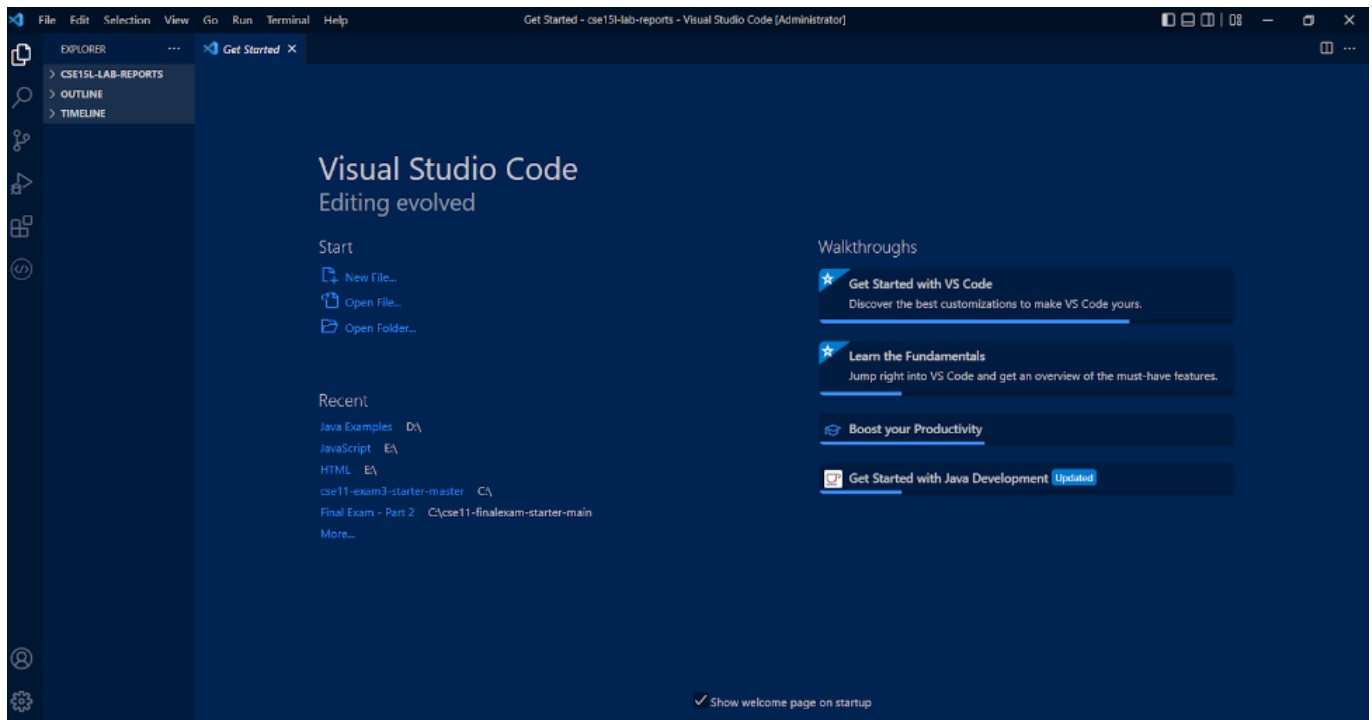 File Edit Selection View Go Run Terminal Help
Get Started - cse15l-lab-reports - Visual Studio Code [Administrator]
EXPLORER
Get Started
CSE15L-LAB-REPORTS
OUTLINE
TIMELINE
Visual Studio Code
Editing evolved
Start
New File...
Open File...
Open Folder...
Recent
Java Examples D:\
JavaScript E:\
HTML E:\
cse11-exam3-starter-master C:\
Final Exam - Part 2 C:\cse11-finalexam-starter-main
More...
Walkthroughs
Get Started with VS Code
Discover the best customizations to make VS Code yours.
Learn the Fundamentals
Jump right into VS Code and get an overview of the must-have features.
Boost your Productivity
Get Started with Java Development Updated
Show welcome page on startup